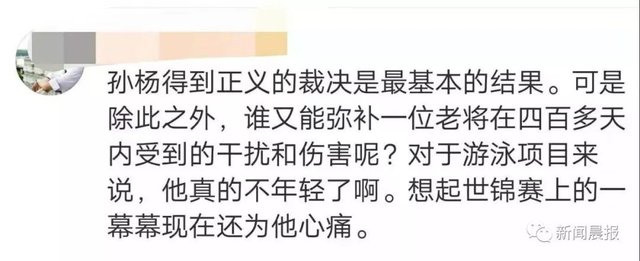 孙杨得到正义的裁决是最基本的结果。可是
除此之外，谁又能弥补一位老将在四百多天
内受到的干扰和伤害呢？对于游泳项目来
说，他真的不年轻了啊。想起世锦赛上的一
幕幕现在还为他心痛。
新闻晨报